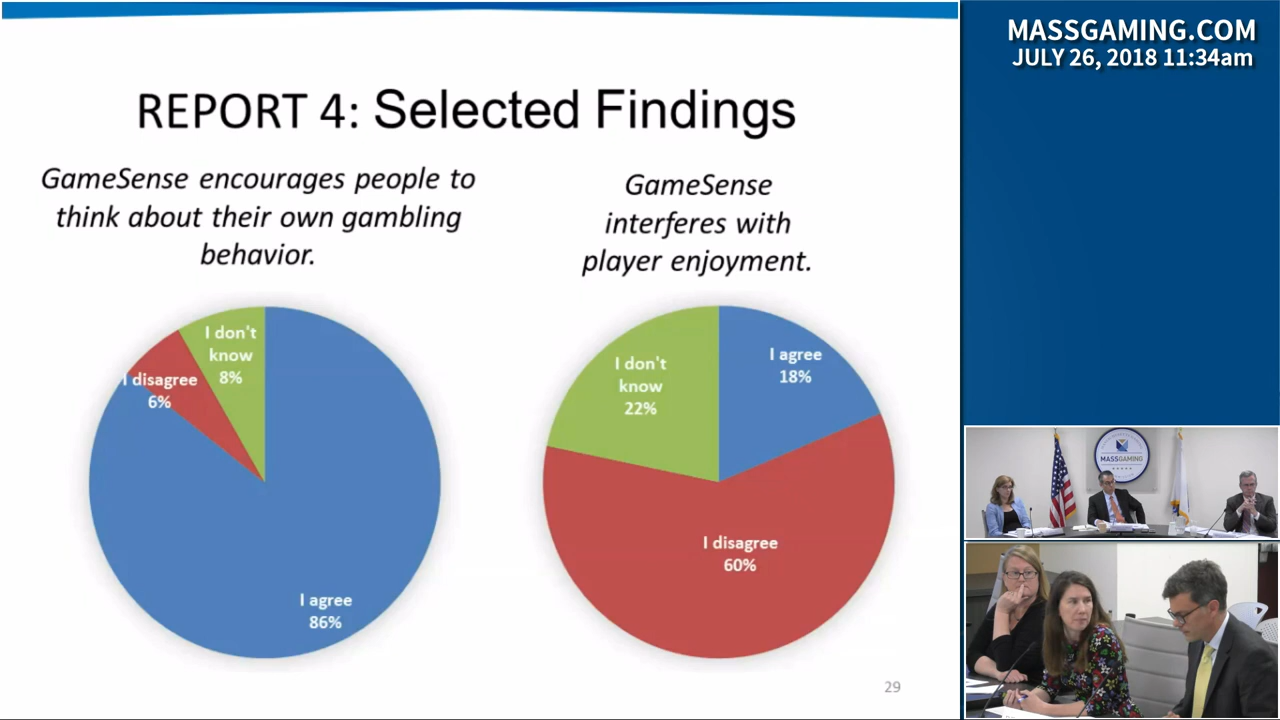 MASSGAMING.COM
JULY 26, 2018 11:34am
REPORT 4: Selected Findings
GameSense encourages people to
think about their own gambling
behavior.
I don't
know
8%
I disagree
6%
I agree
86%
GameSense
interferes with
player enjoyment.
I don't
know
22%
I agree
18%
I disagree
60%
29
MASSGAMING